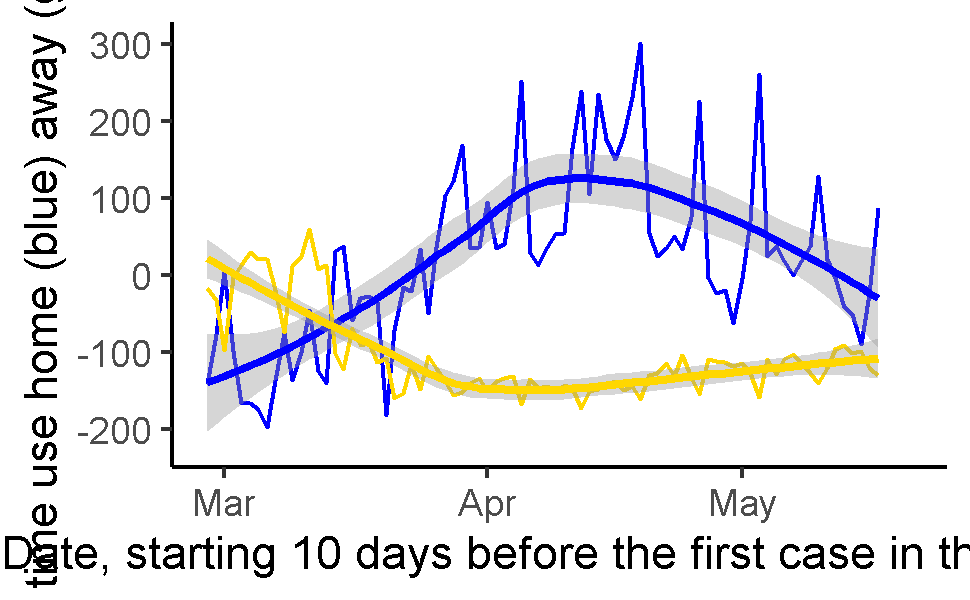 time use home (blue) away (
300
200
100
0
-100
-200
Mar
Apr
May
Date, starting 10 days before the first case in th